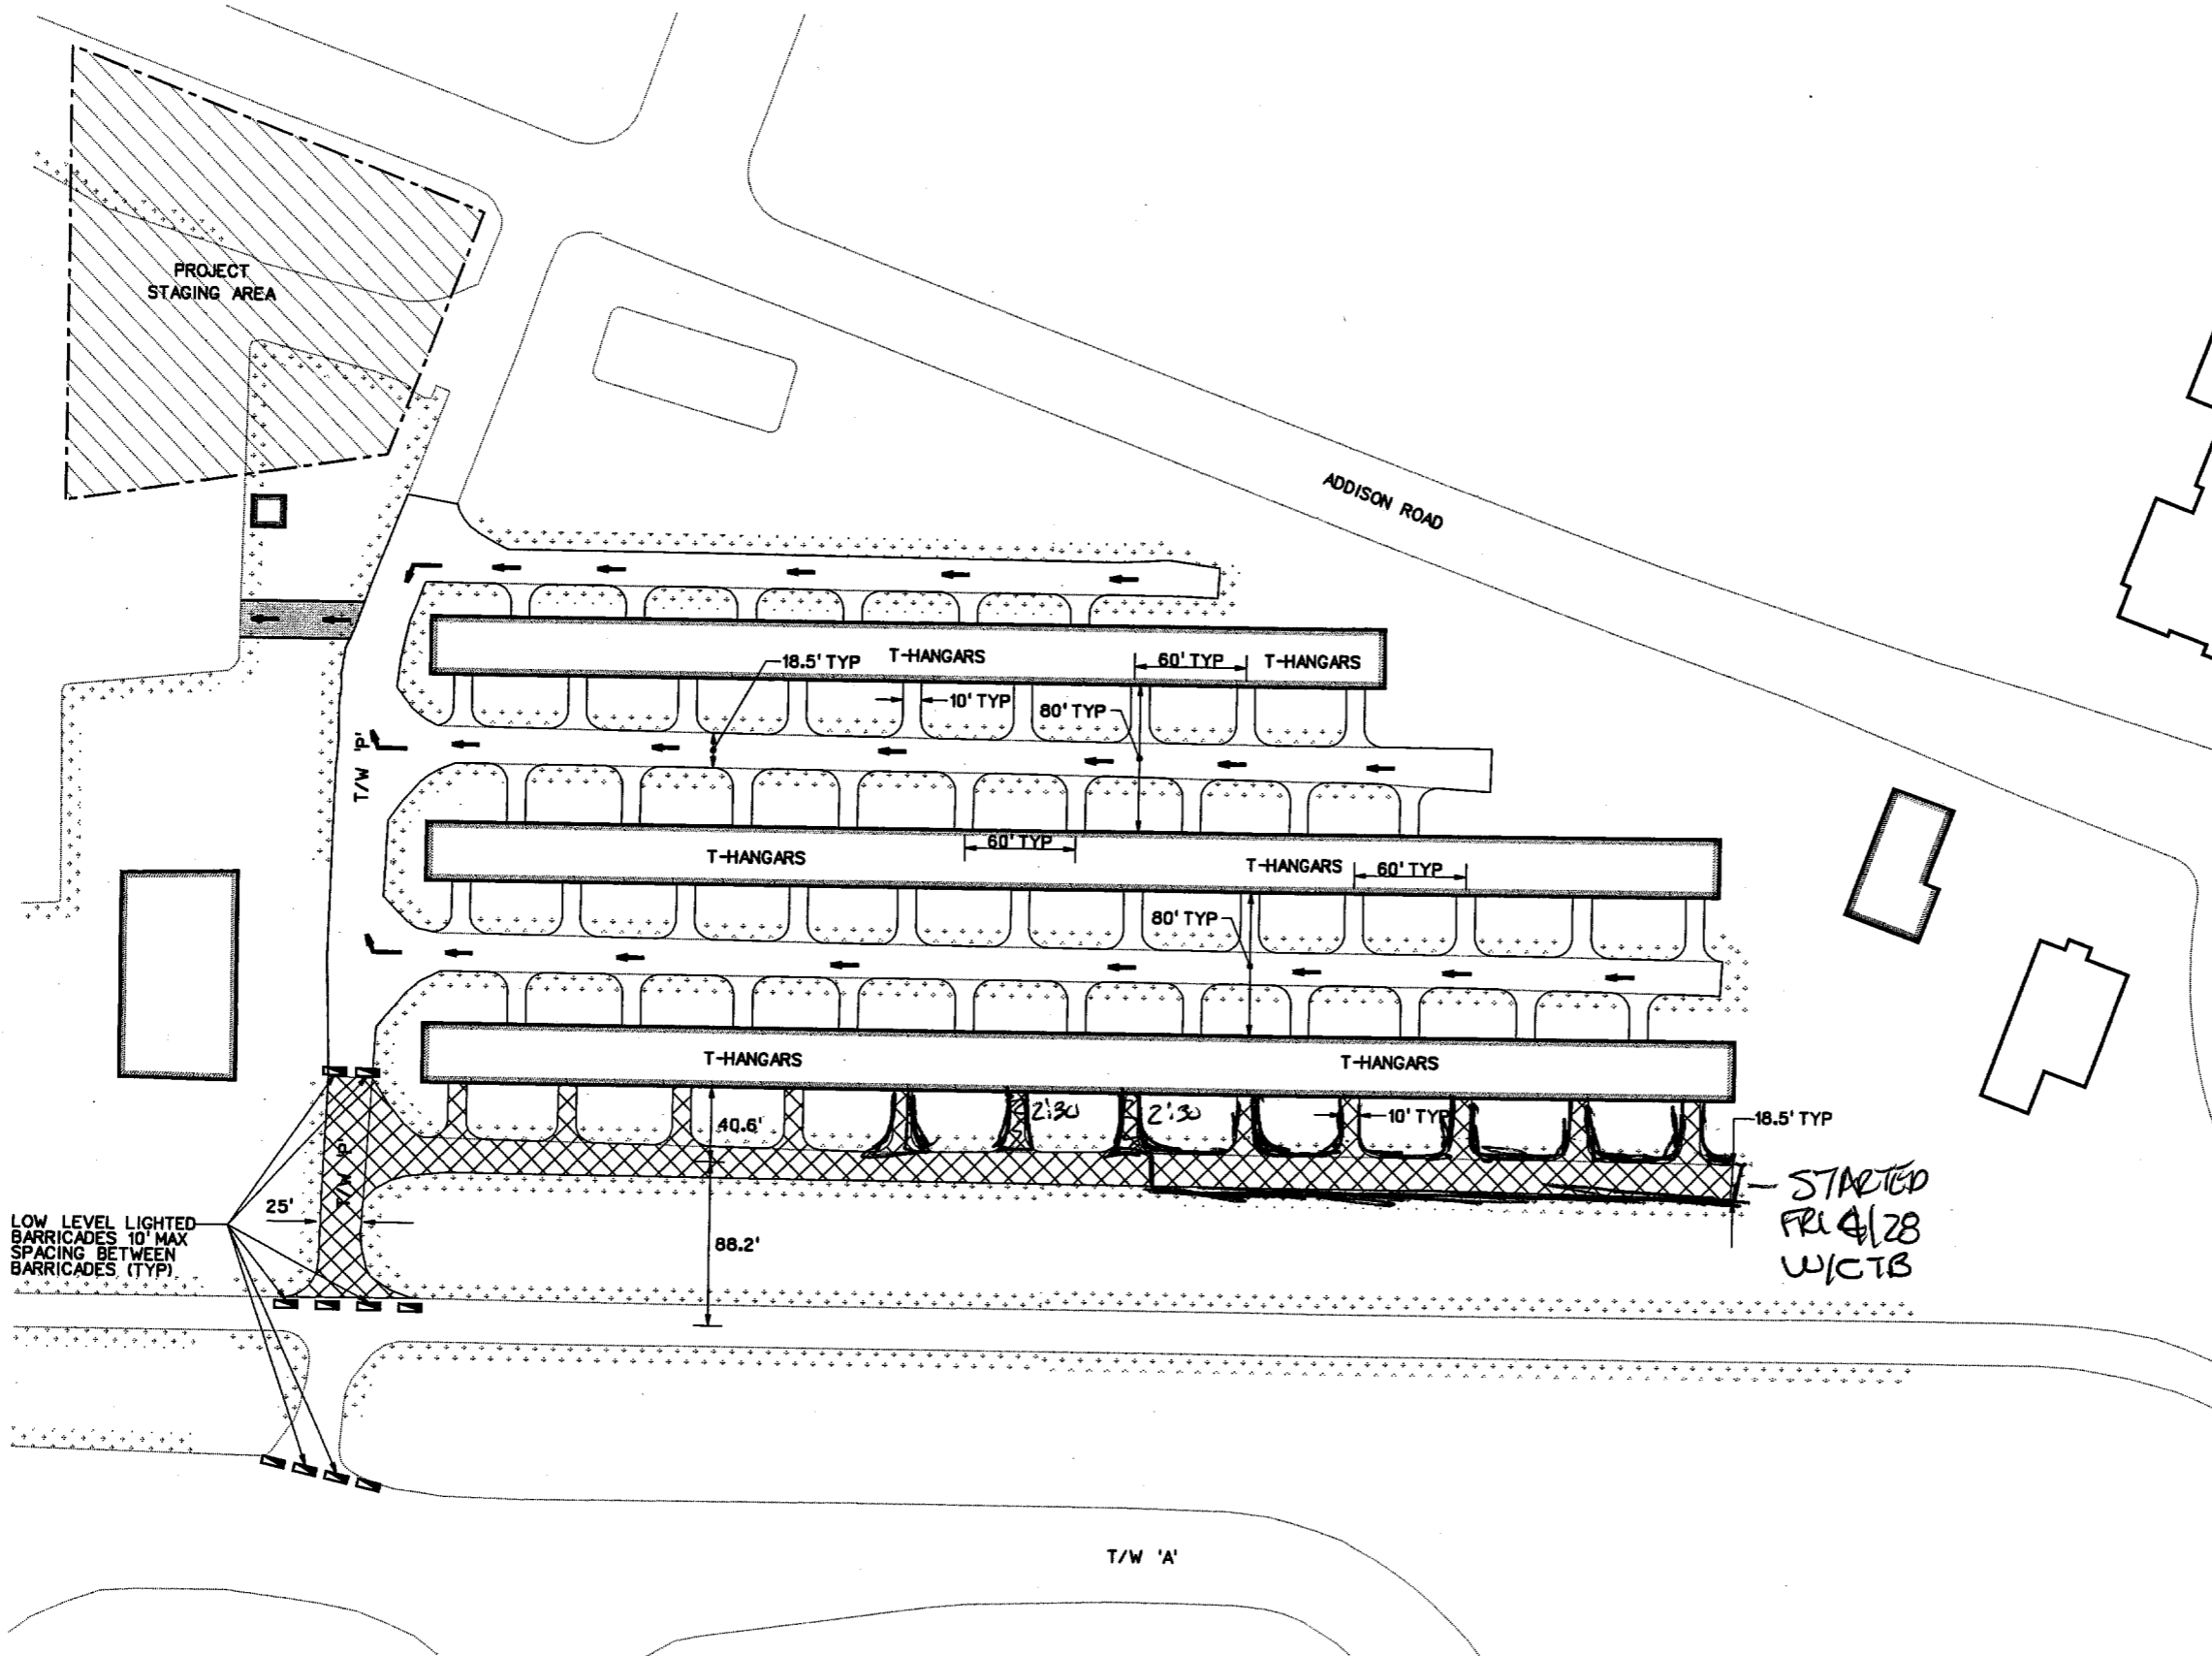 PROJECT
STAGING AREA
ADDISON ROAD
18.5' TYP
T-HANGARS
60' TYP
T-HANGARS
10' TYP
80' TYP
T/W 'P'
T-HANGARS
60' TYP
T-HANGARS
60' TYP
80' TYP
T-HANGARS
T-HANGARS
40.6'
2:30
2:30
10' TYP
18.5' TYP
T/W 'P'
25'
LOW LEVEL LIGHTED
BARRICADES 10' MAX
SPACING BETWEEN
BARRICADES (TYP)
88.2'
STARTED
FRI /28
W/CTB
T/W 'A'